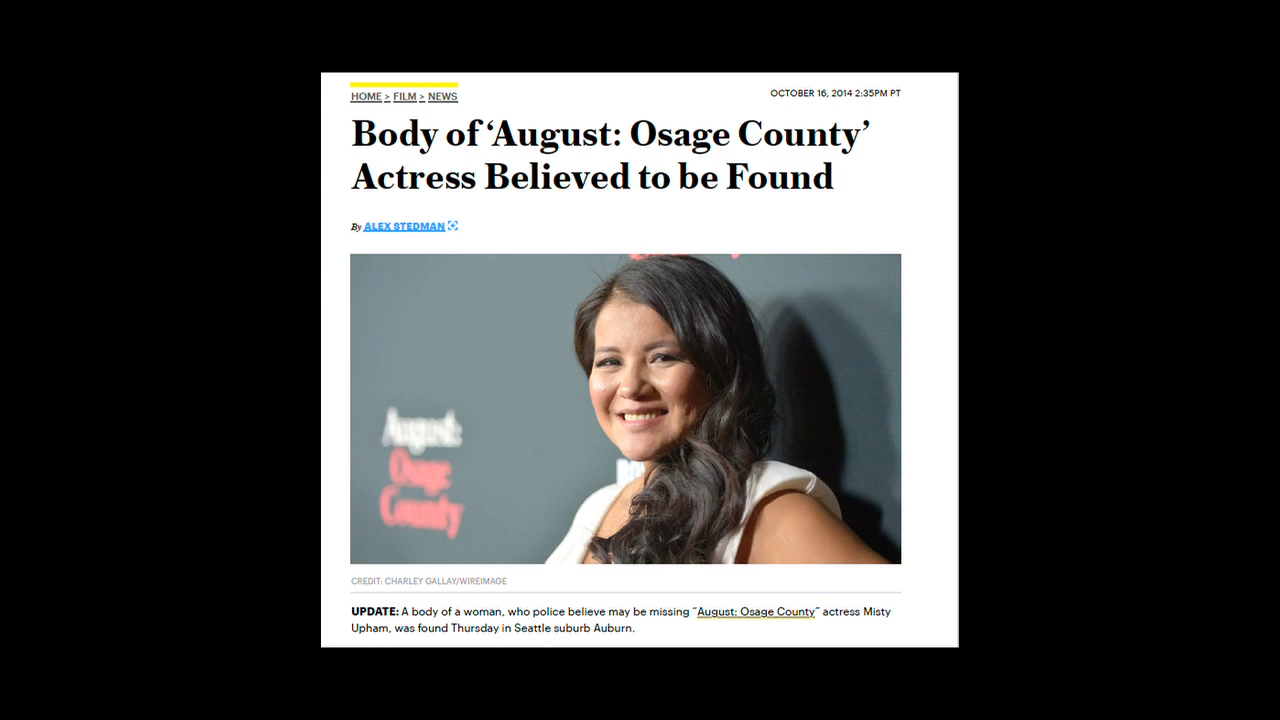 HOME > FILM > NEWS
OCTOBER 16, 2014 2:35PM PT
Body of ‘August: Osage County’
Actress Believed to be Found
By ALEX STEDMAN
August:
Osage
County
CREDIT: CHARLEY GALLAY/WIREIMAGE
UPDATE: A body of a woman, who police believe may be missing “August: Osage County” actress Misty
Upham, was found Thursday in Seattle suburb Auburn.